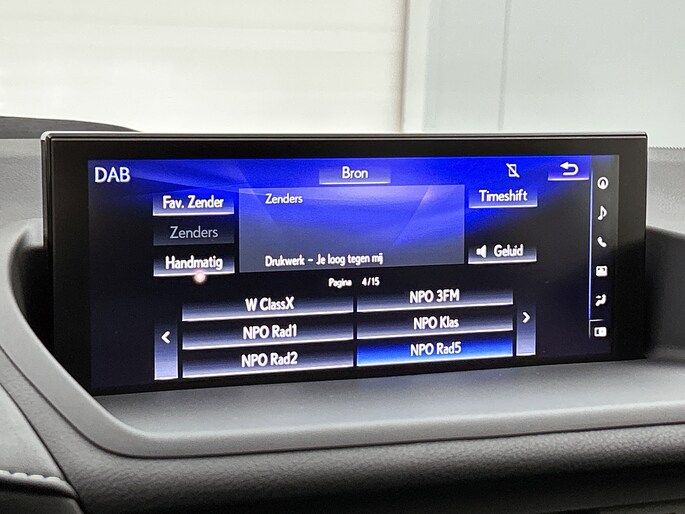 DAB
Bron
Fav. Zender
Zenders
Timeshift
Zenders
Handmatig
Drukwerk - Je loog tegen mij
Geluid
Pagina 4/15
W ClassX
NPO 3FM
NPO Rad1
NPO Klas
NPO Rad2
NPO Rad5